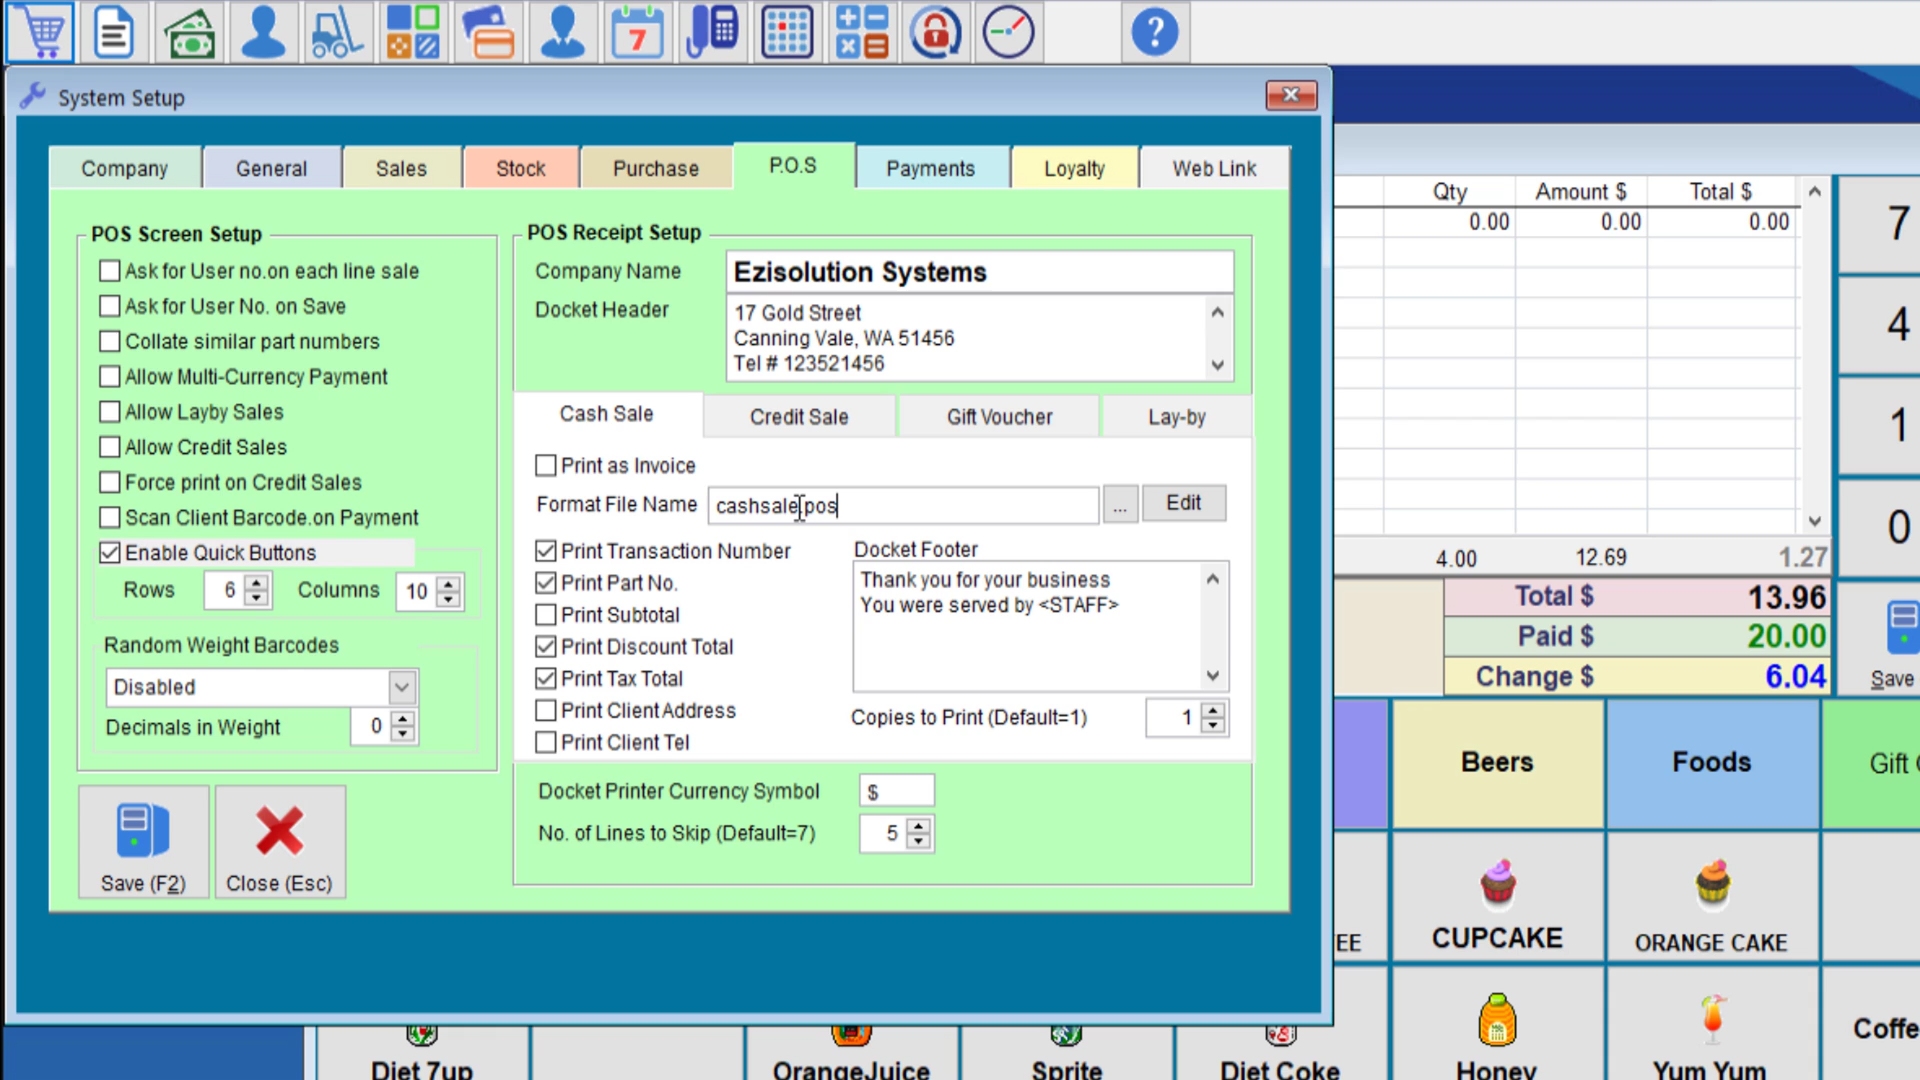 7
System Setup
Company
General
Sales
Stock
Purchase
P.O.S
Payments
Loyalty
Web Link
POS Screen Setup
Ask for User no.on each line sale
Ask for User No. on Save
Collate similar part numbers
Allow Multi-Currency Payment
Allow Layby Sales
Allow Credit Sales
Force print on Credit Sales
Scan Client Barcode.on Payment
Enable Quick Buttons
Rows 6 Columns 10
Random Weight Barcodes
Disabled
Decimals in Weight 0
Save (F2)
Close (Esc)
POS Receipt Setup
Company Name Ezisolution Systems
Docket Header
17 Gold Street
Canning Vale, WA 51456
Tel # 123521456
Cash Sale
Credit Sale
Gift Voucher
Lay-by
Print as Invoice
Format File Name cashsale.pos ... Edit
Print Transaction Number
Print Part No.
Print Subtotal
Print Discount Total
Print Tax Total
Print Client Address
Print Client Tel
Docket Footer
Thank you for your business
You were served by <STAFF>
Copies to Print (Default=1) 1
Docket Printer Currency Symbol $
No. of Lines to Skip (Default=7) 5
Qty Amount $ Total $
0.00 0.00 0.00
4.00 12.69 1.27
Total $ 13.96
Paid $ 20.00
Change $ 6.04
7
4
1
0
Save
Beers
Foods
Gift
EE
CUPCAKE
ORANGE CAKE
Diet 7up
OrangeJuice
Sprite
Diet Coke
Honey
Yum Yum
Coffe